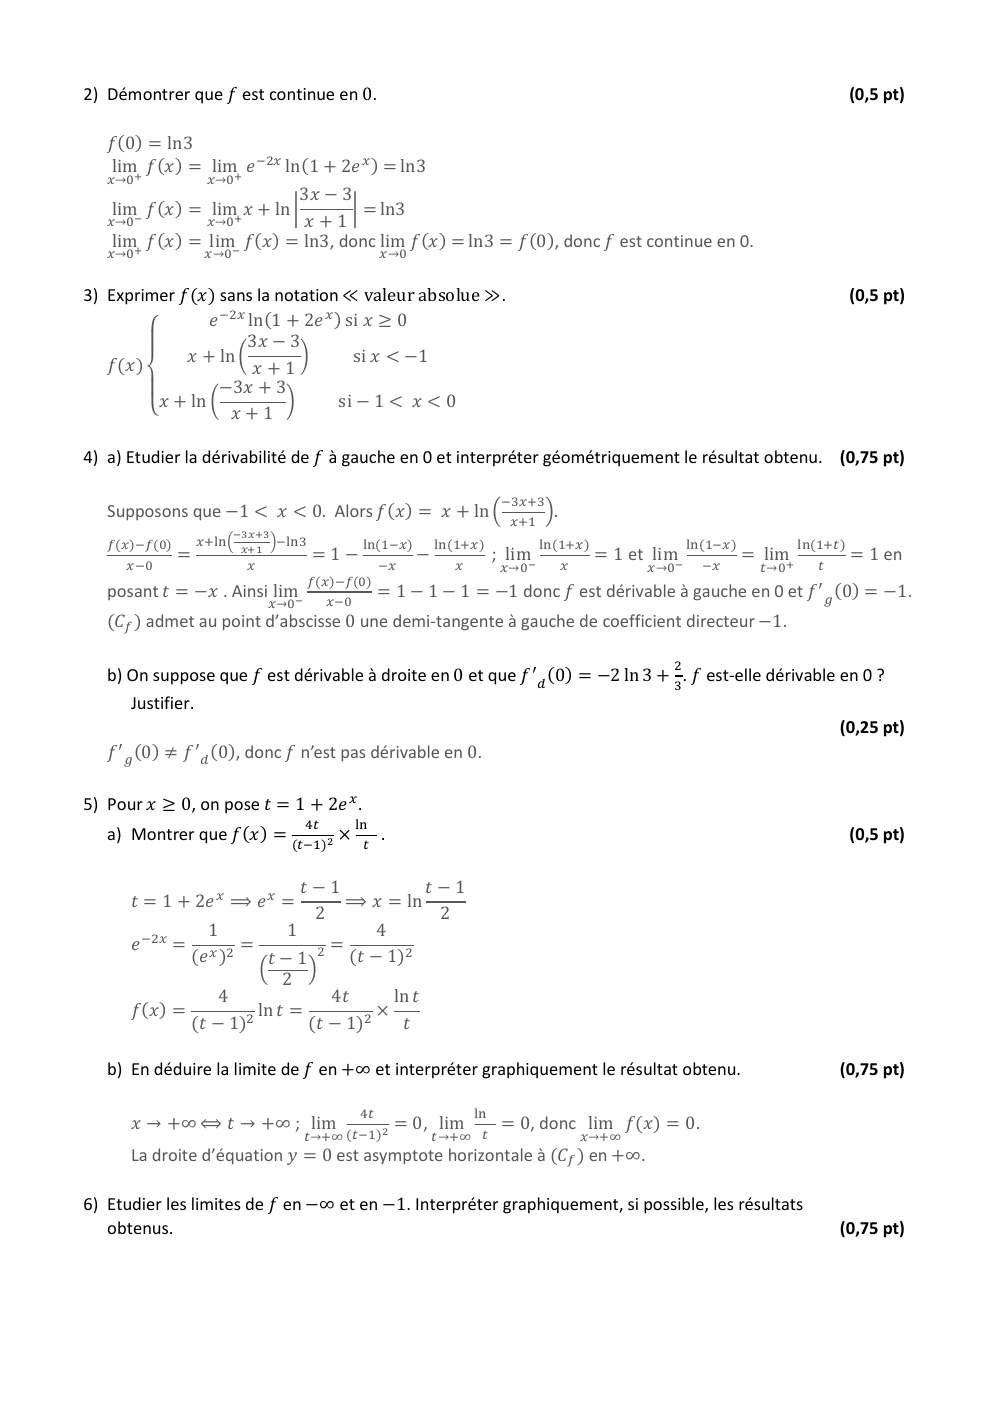 2) Démontrer que f est continue en 0. (0,5 pt)
f(0) = ln3
lim x→0⁺ f(x) = lim x→0⁺ e^{−2x} ln(1 + 2e^x) = ln3
lim x→0⁻ f(x) = lim x→0⁺ x + ln |(3x − 3)/(x + 1)| = ln3
lim x→0⁺ f(x) = lim x→0⁻ f(x) = ln3, donc lim x→0 f(x) = ln3 = f(0), donc f est continue en 0.
3) Exprimer f(x) sans la notation ≪ valeur absolue ≫. (0,5 pt)
f(x) { e^{−2x} ln(1 + 2e^x) si x ≥ 0
x + ln((3x − 3)/(x + 1)) si x < −1
x + ln((−3x + 3)/(x + 1)) si − 1 < x < 0
4) a) Etudier la dérivabilité de f à gauche en 0 et interpréter géométriquement le résultat obtenu. (0,75 pt)
Supposons que −1 < x < 0. Alors f(x) = x + ln((−3x+3)/(x+1)).
(f(x)−f(0))/(x−0) = (x+ln((−3x+3)/(x+1))−ln3)/x = 1 − ln(1−x)/(−x) − ln(1+x)/x ; lim x→0⁻ ln(1+x)/x = 1 et lim x→0⁻ ln(1−x)/(−x) = lim t→0⁺ ln(1+t)/t = 1 en
posant t = −x . Ainsi lim x→0⁻ (f(x)−f(0))/(x−0) = 1 − 1 − 1 = −1 donc f est dérivable à gauche en 0 et f′_g(0) = −1.
(C_f) admet au point d’abscisse 0 une demi-tangente à gauche de coefficient directeur −1.
b) On suppose que f est dérivable à droite en 0 et que f′_d(0) = −2 ln 3 + 2/3. f est-elle dérivable en 0 ?
Justifier.
(0,25 pt)
f′_g(0) ≠ f′_d(0), donc f n’est pas dérivable en 0.
5) Pour x ≥ 0, on pose t = 1 + 2e^x.
a) Montrer que f(x) = 4t/(t−1)² × ln/t . (0,5 pt)
t = 1 + 2e^x ⟹ e^x = (t − 1)/2 ⟹ x = ln (t − 1)/2
e^{−2x} = 1/(e^x)² = 1/((t − 1)/2)² = 4/(t − 1)²
f(x) = 4/(t − 1)² ln t = 4t/(t − 1)² × ln t/t
b) En déduire la limite de f en +∞ et interpréter graphiquement le résultat obtenu. (0,75 pt)
x → +∞ ⟺ t → +∞ ; lim t→+∞ 4t/(t−1)² = 0, lim t→+∞ ln/t = 0, donc lim x→+∞ f(x) = 0.
La droite d’équation y = 0 est asymptote horizontale à (C_f) en +∞.
6) Etudier les limites de f en −∞ et en −1. Interpréter graphiquement, si possible, les résultats
obtenus. (0,75 pt)